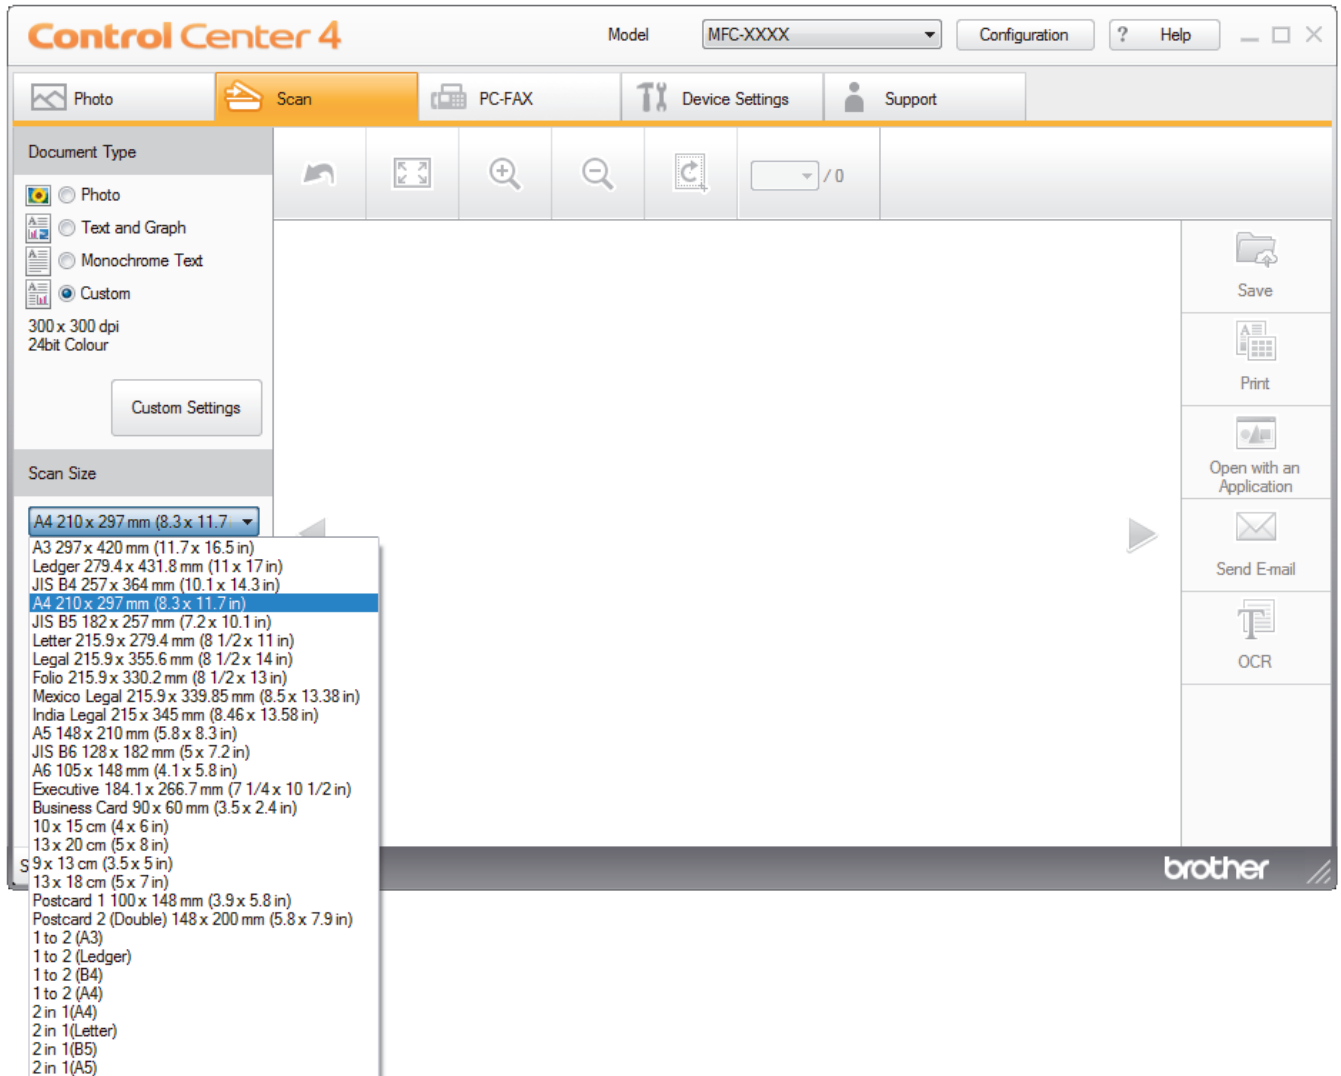 Control Center 4
Model
MFC-XXXX
Configuration
? Help
Photo
Scan
PC-FAX
Device Settings
Support
Document Type
Photo
Text and Graph
Monochrome Text
Custom
300 x 300 dpi
24bit Colour
Custom Settings
/ 0
Scan Size
A4 210 x 297 mm (8.3 x 11.7
A3 297 x 420 mm (11.7 x 16.5 in)
Ledger 279.4 x 431.8 mm (11 x 17 in)
JIS B4 257 x 364 mm (10.1 x 14.3 in)
A4 210 x 297 mm (8.3 x 11.7 in)
JIS B5 182 x 257 mm (7.2 x 10.1 in)
Letter 215.9 x 279.4 mm (8 1/2 x 11 in)
Legal 215.9 x 355.6 mm (8 1/2 x 14 in)
Folio 215.9 x 330.2 mm (8 1/2 x 13 in)
Mexico Legal 215.9 x 339.85 mm (8.5 x 13.38 in)
India Legal 215 x 345 mm (8.46 x 13.58 in)
A5 148 x 210 mm (5.8 x 8.3 in)
JIS B6 128 x 182 mm (5 x 7.2 in)
A6 105 x 148 mm (4.1 x 5.8 in)
Executive 184.1 x 266.7 mm (7 1/4 x 10 1/2 in)
Business Card 90 x 60 mm (3.5 x 2.4 in)
10 x 15 cm (4 x 6 in)
13 x 20 cm (5 x 8 in)
9 x 13 cm (3.5 x 5 in)
13 x 18 cm (5 x 7 in)
Postcard 1 100 x 148 mm (3.9 x 5.8 in)
Postcard 2 (Double) 148 x 200 mm (5.8 x 7.9 in)
1 to 2 (A3)
1 to 2 (Ledger)
1 to 2 (B4)
1 to 2 (A4)
2 in 1(A4)
2 in 1(Letter)
2 in 1(B5)
2 in 1(A5)
Save
Print
Open with an
Application
Send E-mail
OCR
S
brother